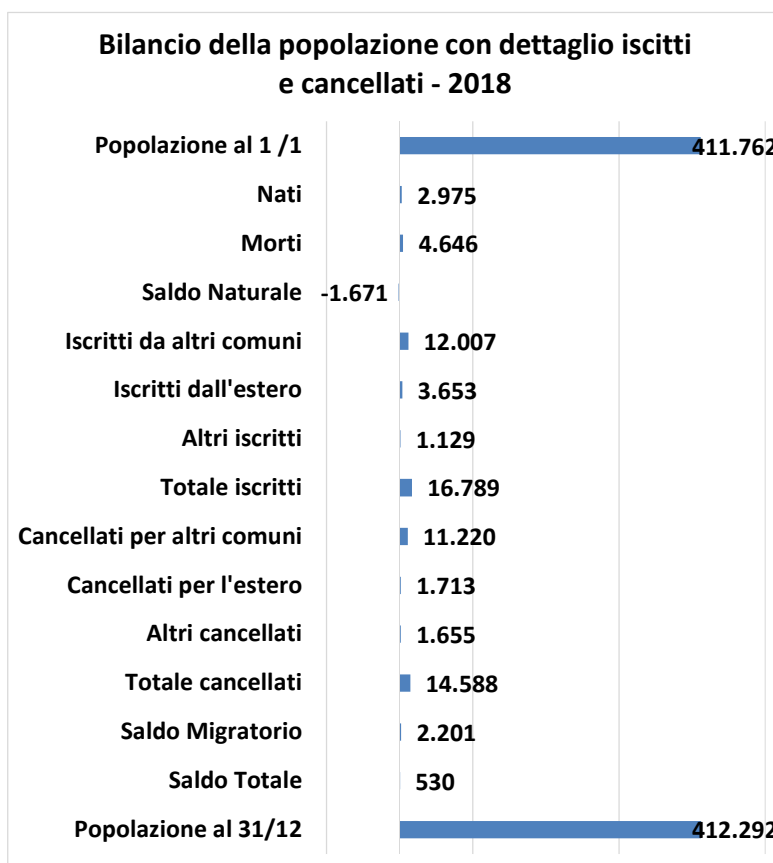 Bilancio della popolazione con dettaglio iscitti
e cancellati - 2018
Popolazione al 1 /1 411.762
Nati 2.975
Morti 4.646
Saldo Naturale -1.671
Iscritti da altri comuni 12.007
Iscritti dall'estero 3.653
Altri iscritti 1.129
Totale iscritti 16.789
Cancellati per altri comuni 11.220
Cancellati per l'estero 1.713
Altri cancellati 1.655
Totale cancellati 14.588
Saldo Migratorio 2.201
Saldo Totale 530
Popolazione al 31/12 412.292